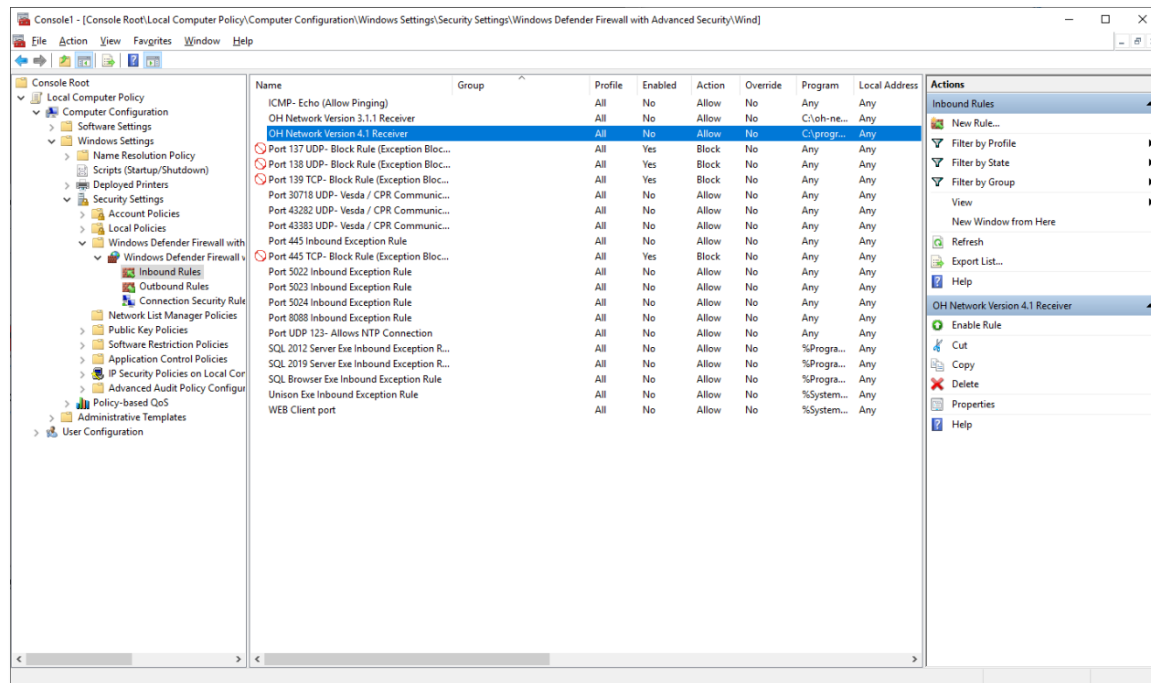 Console1 - [Console Root\Local Computer Policy\Computer Configuration\Windows Settings\Security Settings\Windows Defender Firewall with Advanced Security\Wind]
File Action View Favorites Window Help
Console Root
Local Computer Policy
Computer Configuration
Software Settings
Windows Settings
Name Resolution Policy
Scripts (Startup/Shutdown)
Deployed Printers
Security Settings
Account Policies
Local Policies
Windows Defender Firewall with
Windows Defender Firewall v
Inbound Rules
Outbound Rules
Connection Security Rule
Network List Manager Policies
Public Key Policies
Software Restriction Policies
Application Control Policies
IP Security Policies on Local Cor
Advanced Audit Policy Configur
Policy-based QoS
Administrative Templates
User Configuration
Name Group Profile Enabled Action Override Program Local Address
ICMP- Echo (Allow Pinging) All No Allow No Any Any
OH Network Version 3.1.1 Receiver All No Allow No C:\oh-ne... Any
OH Network Version 4.1 Receiver All No Allow No C:\progr... Any
Port 137 UDP- Block Rule (Exception Bloc... All Yes Block No Any Any
Port 138 UDP- Block Rule (Exception Bloc... All Yes Block No Any Any
Port 139 TCP- Block Rule (Exception Bloc... All Yes Block No Any Any
Port 30718 UDP- Vesda / CPR Communic... All No Allow No Any Any
Port 43282 UDP- Vesda / CPR Communic... All No Allow No Any Any
Port 43383 UDP- Vesda / CPR Communic... All No Allow No Any Any
Port 445 Inbound Exception Rule All No Allow No Any Any
Port 445 TCP- Block Rule (Exception Bloc... All Yes Block No Any Any
Port 5022 Inbound Exception Rule All No Allow No Any Any
Port 5023 Inbound Exception Rule All No Allow No Any Any
Port 5024 Inbound Exception Rule All No Allow No Any Any
Port 8088 Inbound Exception Rule All No Allow No Any Any
Port UDP 123- Allows NTP Connection All No Allow No Any Any
SQL 2012 Server Exe Inbound Exception R... All No Allow No %Progra... Any
SQL 2019 Server Exe Inbound Exception R... All No Allow No %Progra... Any
SQL Browser Exe Inbound Exception Rule All No Allow No %Progra... Any
Unison Exe Inbound Exception Rule All No Allow No %System... Any
WEB Client port All No Allow No %System... Any
Actions
Inbound Rules
New Rule...
Filter by Profile
Filter by State
Filter by Group
View
New Window from Here
Refresh
Export List...
Help
OH Network Version 4.1 Receiver
Enable Rule
Cut
Copy
Delete
Properties
Help